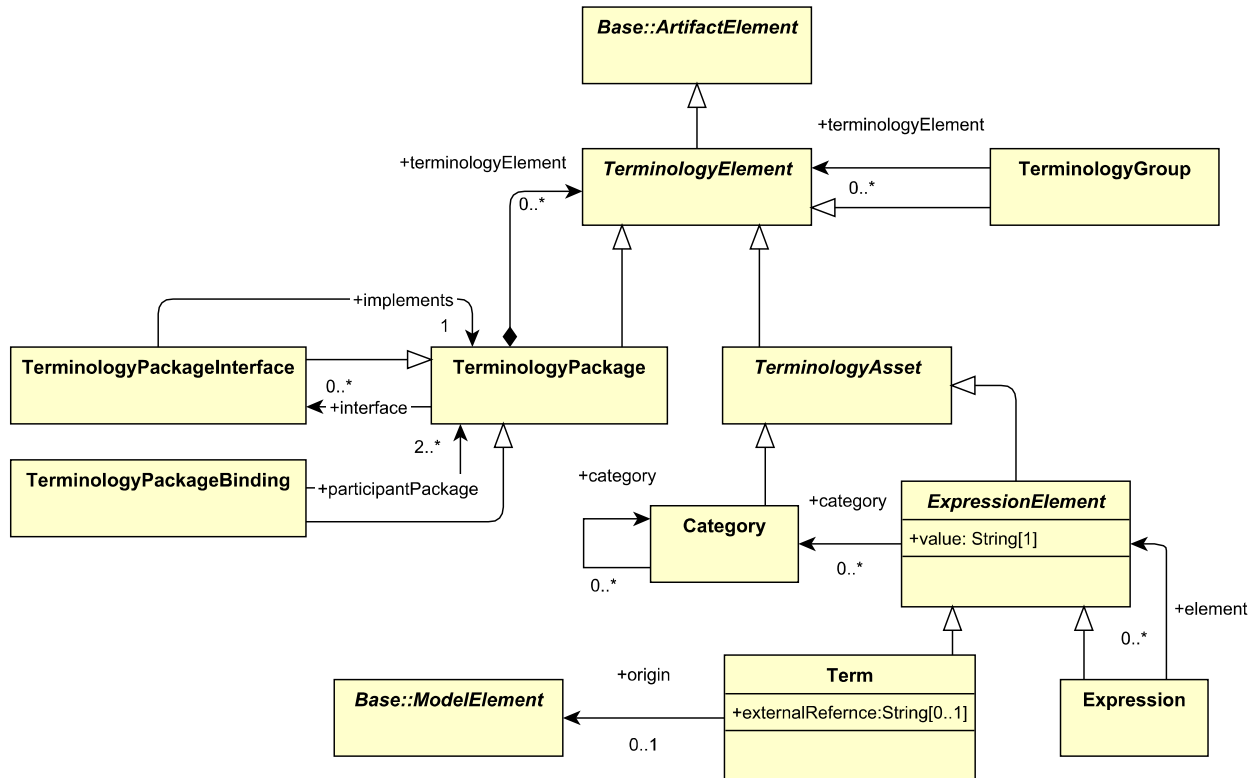 Base::ArtifactElement
+terminologyElement
+terminologyElement
TerminologyElement
TerminologyGroup
0..*
0..*
+implements
1
TerminologyPackageInterface
TerminologyPackage
TerminologyAsset
0..*
+interface
2..*
TerminologyPackageBinding
+participantPackage
+category
+category
ExpressionElement
Category
+value: String[1]
0..*
0..*
+element
0..*
+origin
Term
Base::ModelElement
+externalRefernce:String[0..1]
Expression
0..1